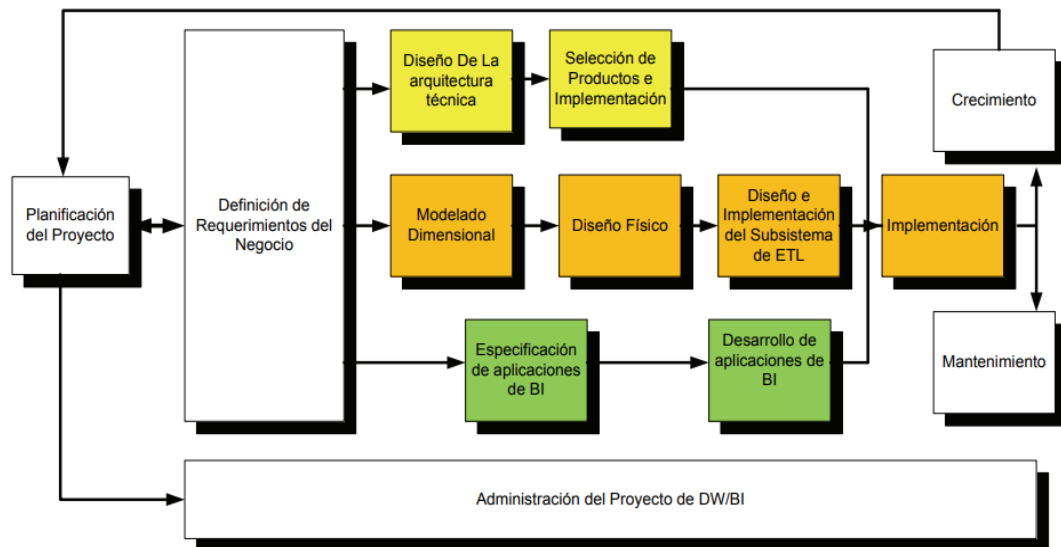 Diseño De La
arquitectura
técnica
Selección de
Productos e
Implementación
Crecimiento
Planificación
del Proyecto
Definición de
Requerimientos del
Negocio
Modelado
Dimensional
Diseño Físico
Diseño e
Implementación
del Subsistema
de ETL
Implementación
Especificación
de aplicaciones
de BI
Desarrollo de
aplicaciones de
BI
Mantenimiento
Administración del Proyecto de DW/BI